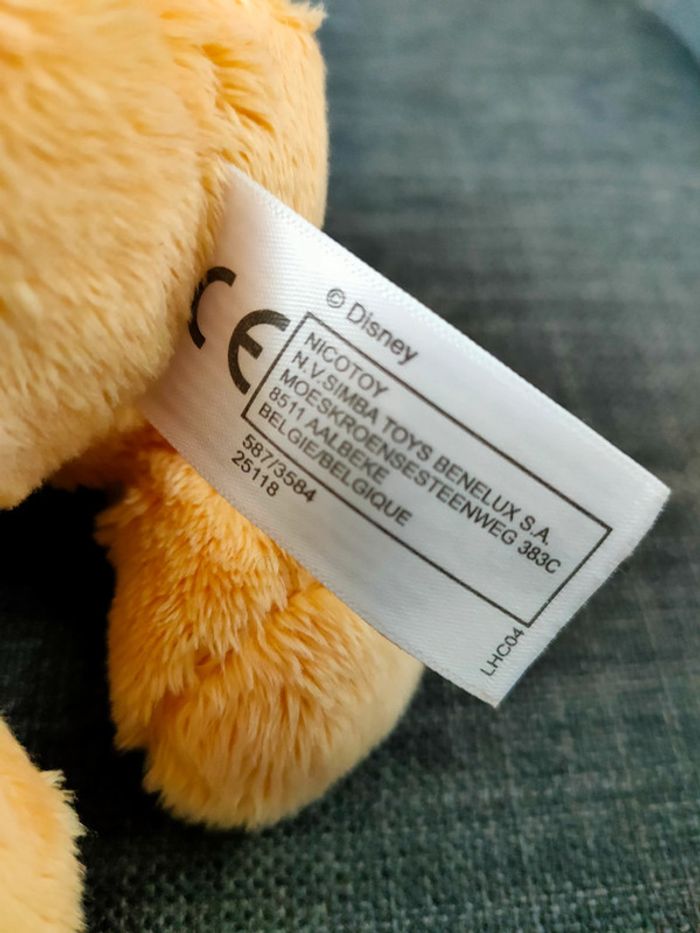 CE
© Disney
NICOTOY
N.V.SIMBA TOYS BENELUX S.A.
MOESKROENSESTEENWEG 383C
8511 AALBEKE
BELGIE/BELGIQUE
587/3584
25118
LHC04